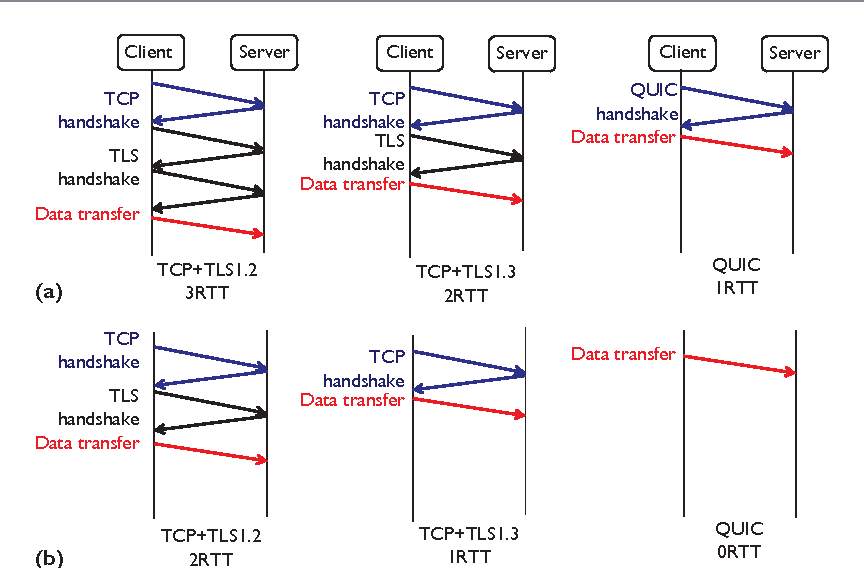 Client Server Client Server Client Server
TCP
handshake
TLS
handshake
Data transfer
TCP+TLS1.2
3RTT
TCP
handshake
TLS
handshake
Data transfer
TCP+TLS1.3
2RTT
QUIC
handshake
Data transfer
QUIC
1RTT
(a)
TCP
handshake
TLS
handshake
Data transfer
TCP+TLS1.2
2RTT
TCP
handshake
Data transfer
TCP+TLS1.3
1RTT
Data transfer
QUIC
0RTT
(b)